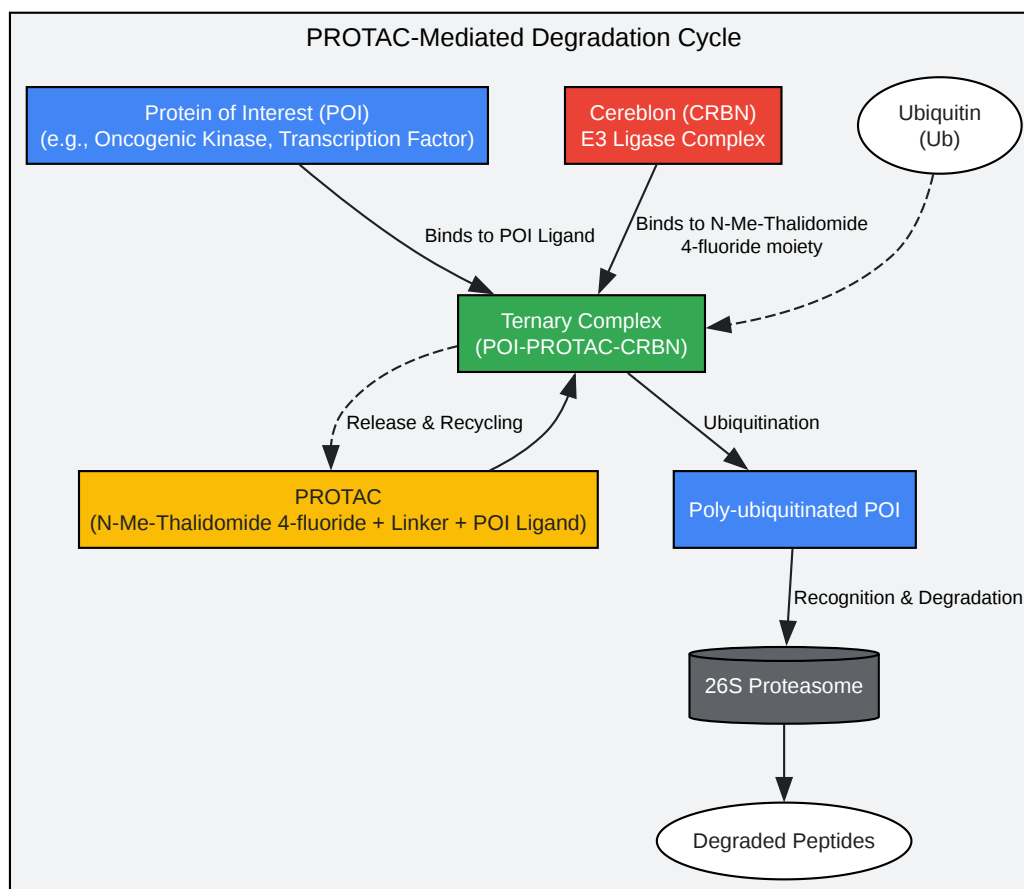 PROTAC-Mediated Degradation Cycle
Protein of Interest (POI)
(e.g., Oncogenic Kinase, Transcription Factor)
Cereblon (CRBN)
E3 Ligase Complex
Ubiquitin
(Ub)
Binds to POI Ligand
Binds to N-Me-Thalidomide
4-fluoride moiety
Ternary Complex
(POI-PROTAC-CRBN)
Release & Recycling
Ubiquitination
PROTAC
(N-Me-Thalidomide 4-fluoride + Linker + POI Ligand)
Poly-ubiquitinated POI
Recognition & Degradation
26S Proteasome
Degraded Peptides